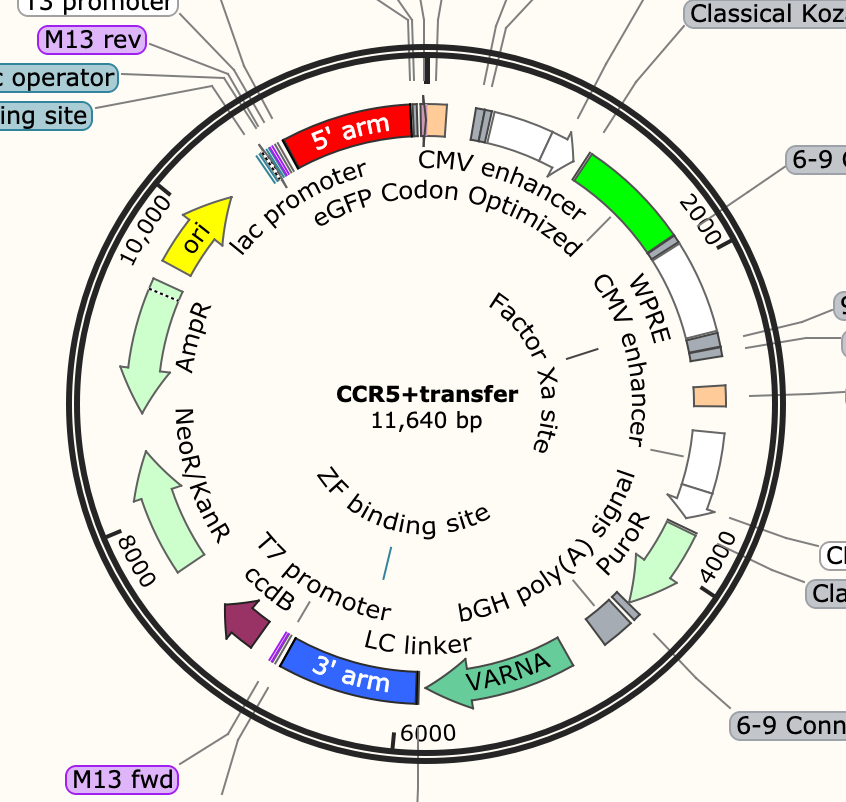 T3 promoter
Classical Koz
M13 rev
c operator
ing site
5' arm
CMV enhancer
6-9 C
lac promoter
eGFP Codon Optimized
2000
10,000
ori
WPRE
CMV enhancer
Factor Xa site
9
AmpR
CCR5+transfer
11,640 bp
NeoR/KanR
ZF binding site
PuroR
bGH poly(A) signal
4000
Cl
Cla
8000
T7 promoter
ccdB
LC linker
3' arm
VARNA
6-9 Conn
6000
M13 fwd